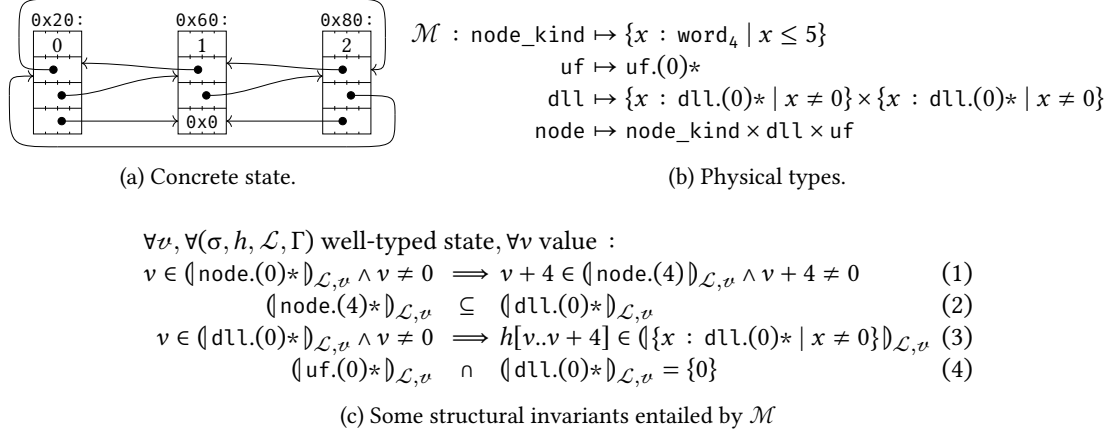 0x20: 0x60: 0x80:
0 1 2
0x0
(a) Concrete state.
ℳ : node_kind ↦ {x : word₄ | x ≤ 5}
uf ↦ uf.(0)∗
dll ↦ {x : dll.(0)∗ | x ≠ 0} × {x : dll.(0)∗ | x ≠ 0}
node ↦ node_kind × dll × uf
(b) Physical types.
∀𝓋, ∀(σ, h, ℒ, Γ) well-typed state, ∀v value :
v ∈ ⦇node.(0)∗⦈ℒ,𝓋 ∧ v ≠ 0 ⟹ v + 4 ∈ ⦇node.(4)⦈ℒ,𝓋 ∧ v + 4 ≠ 0 (1)
⦇node.(4)∗⦈ℒ,𝓋 ⊆ ⦇dll.(0)∗⦈ℒ,𝓋 (2)
v ∈ ⦇dll.(0)∗⦈ℒ,𝓋 ∧ v ≠ 0 ⟹ h[v..v + 4] ∈ ⦇{x : dll.(0)∗ | x ≠ 0}⦈ℒ,𝓋 (3)
⦇uf.(0)∗⦈ℒ,𝓋 ∩ ⦇dll.(0)∗⦈ℒ,𝓋 = {0} (4)
(c) Some structural invariants entailed by ℳ